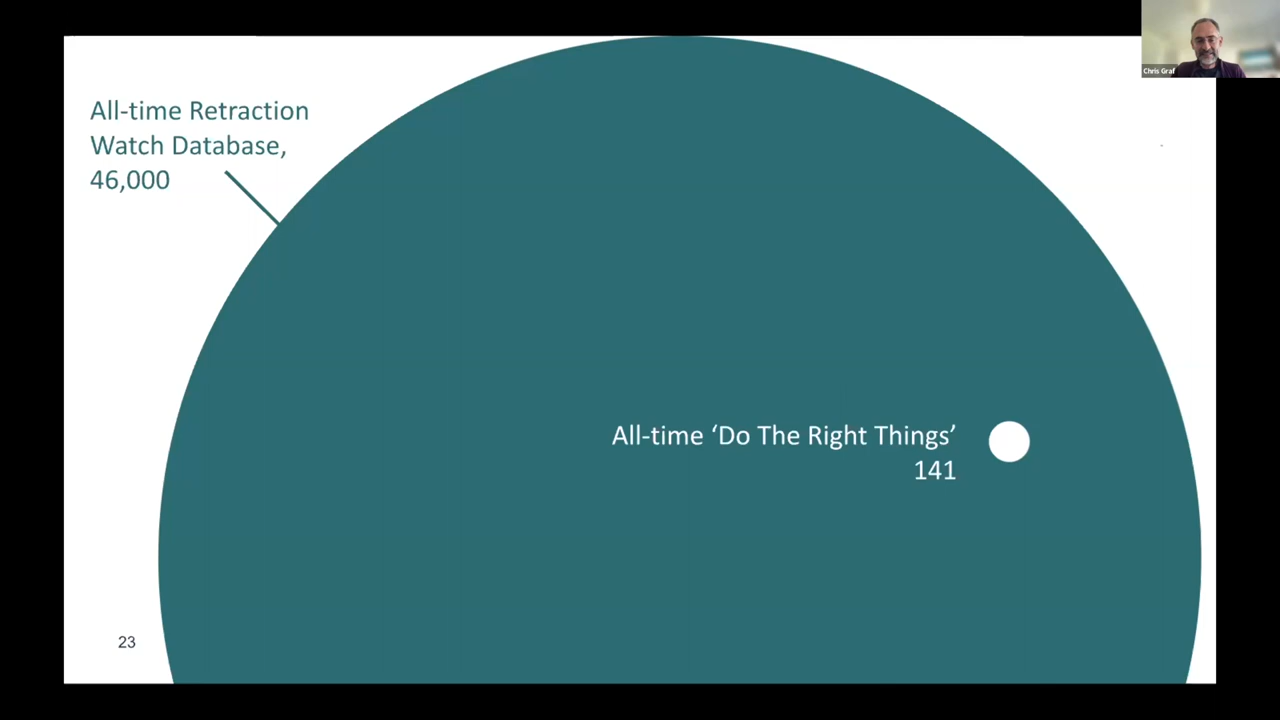 Chris Graf
All-time Retraction
Watch Database,
46,000
All-time ‘Do The Right Things’
141
23